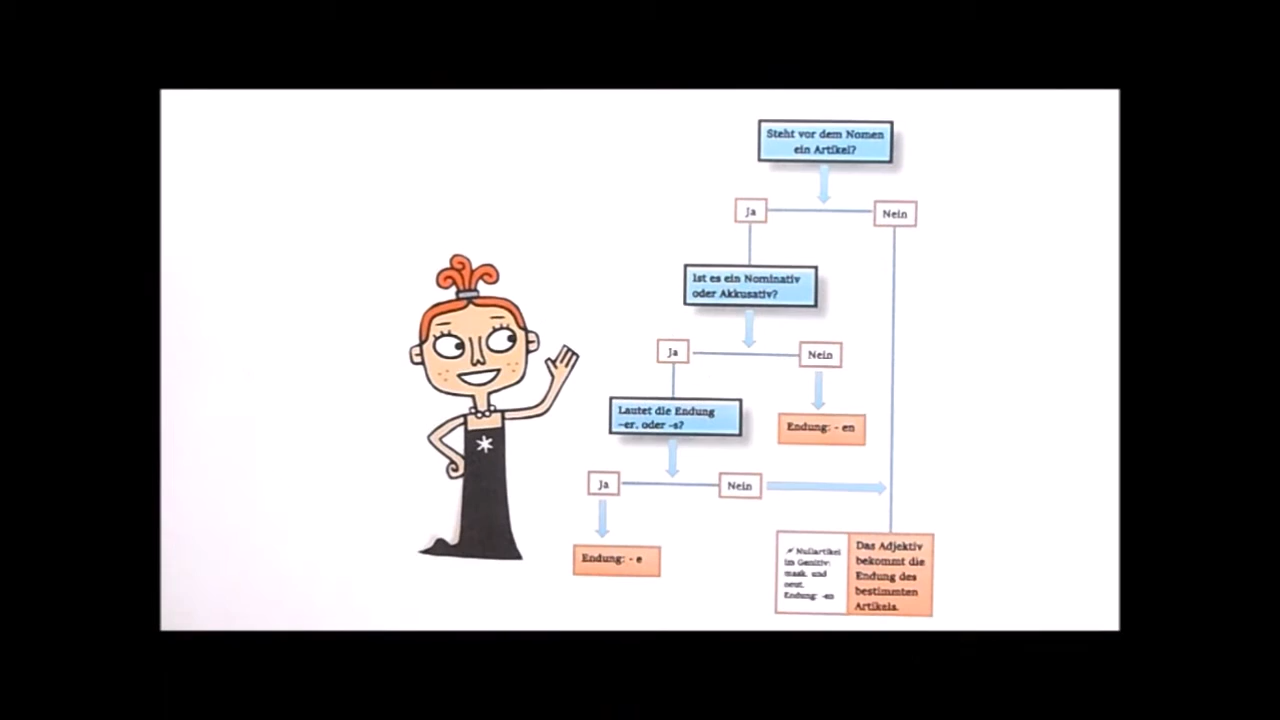 Steht vor dem Nomen
ein Artikel?
Ja
Nein
Ist es ein Nominativ
oder Akkusativ?
Ja
Nein
Lautet die Endung
-er, oder -s?
Endung: - en
Ja
Nein
Endung: - e
Nullartikel
im Genitiv:
mask. und
neut.
Endung: -en
Das Adjektiv
bekommt die
Endung des
bestimmten
Artikels.